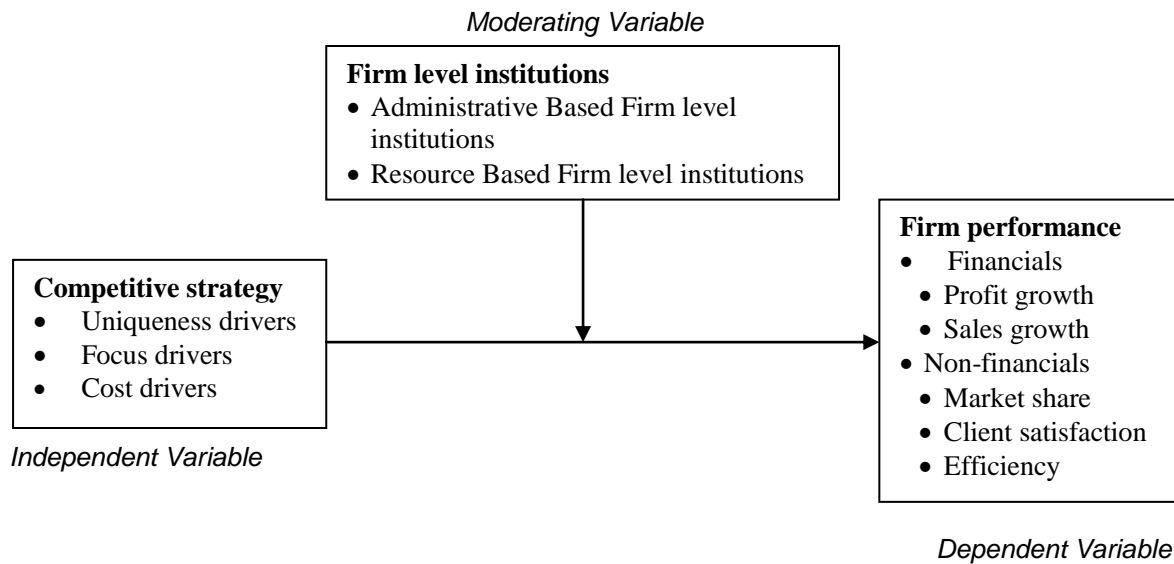 Moderating Variable
Firm level institutions
• Administrative Based Firm level
institutions
• Resource Based Firm level institutions
Competitive strategy
• Uniqueness drivers
• Focus drivers
• Cost drivers
Independent Variable
Firm performance
• Financials
• Profit growth
• Sales growth
• Non-financials
• Market share
• Client satisfaction
• Efficiency
Dependent Variable